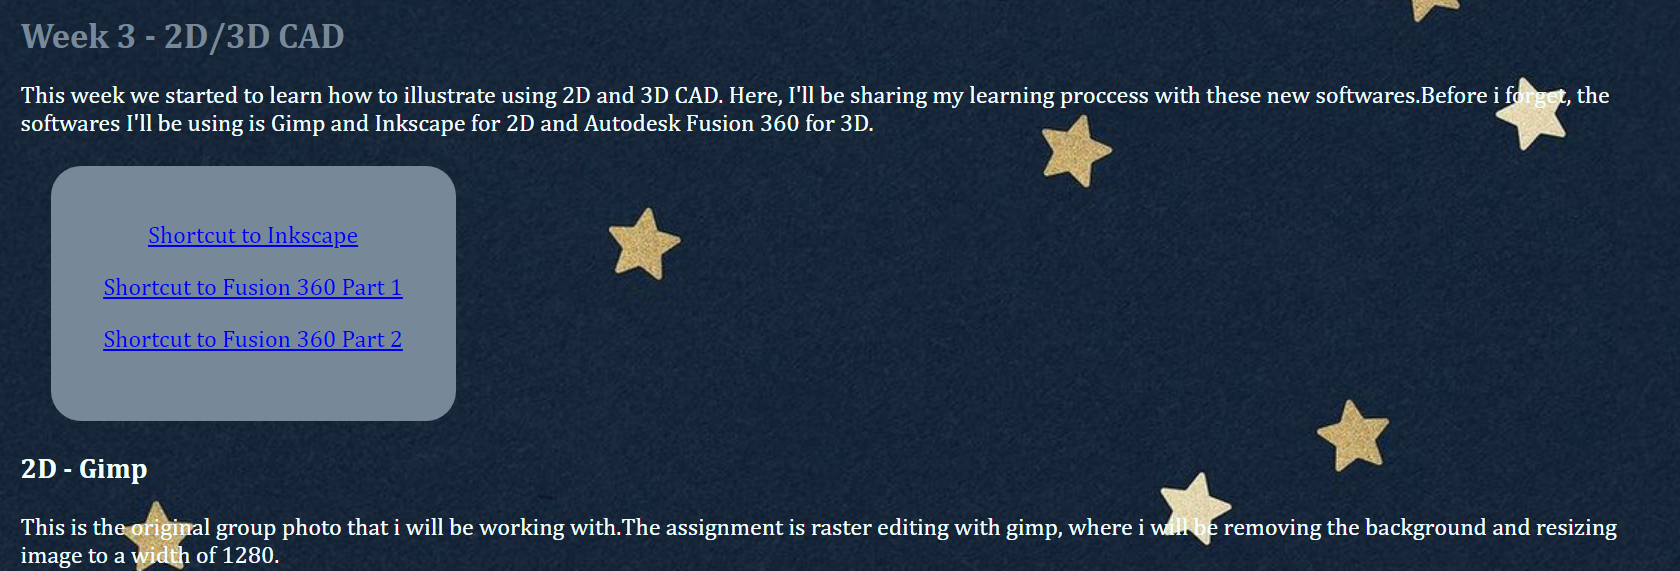 Week 3 - 2D/3D CAD
This week we started to learn how to illustrate using 2D and 3D CAD. Here, I'll be sharing my learning proccess with these new softwares.Before i forget, the
softwares I'll be using is Gimp and Inkscape for 2D and Autodesk Fusion 360 for 3D.
Shortcut to Inkscape
Shortcut to Fusion 360 Part 1
Shortcut to Fusion 360 Part 2
2D - Gimp
This is the original group photo that i will be working with.The assignment is raster editing with gimp, where i will be removing the background and resizing
image to a width of 1280.